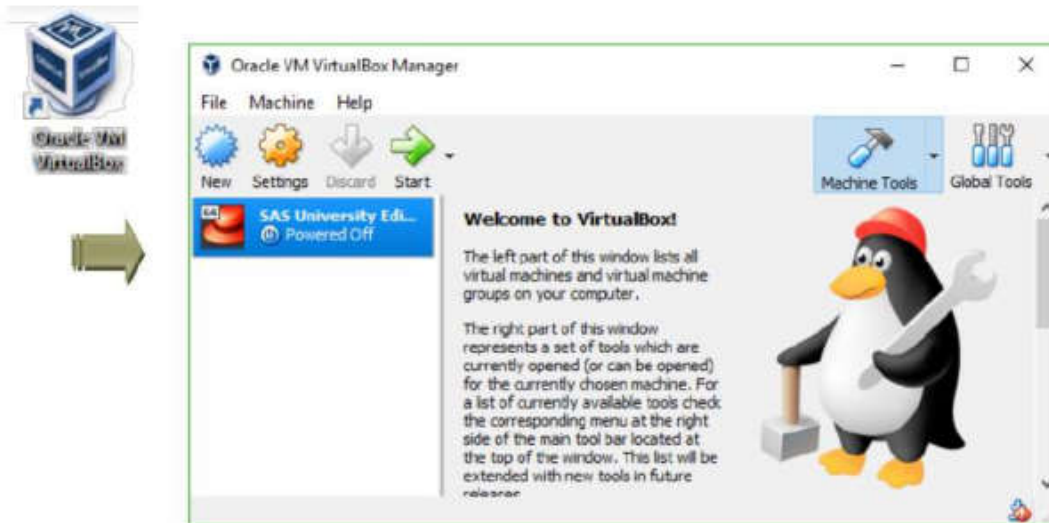 Oracle VM
VirtualBox
Oracle VM VirtualBox Manager
File Machine Help
New Settings Discard Start
Machine Tools Global Tools
SAS University Edi...
Powered Off
Welcome to VirtualBox!
The left part of this window lists all
virtual machines and virtual machine
groups on your computer.
The right part of this window
represents a set of tools which are
currently opened (or can be opened)
for the currently chosen machine. For
a list of currently available tools check
the corresponding menu at the right
side of the main tool bar located at
the top of the window. This list will be
extended with new tools in future
releases